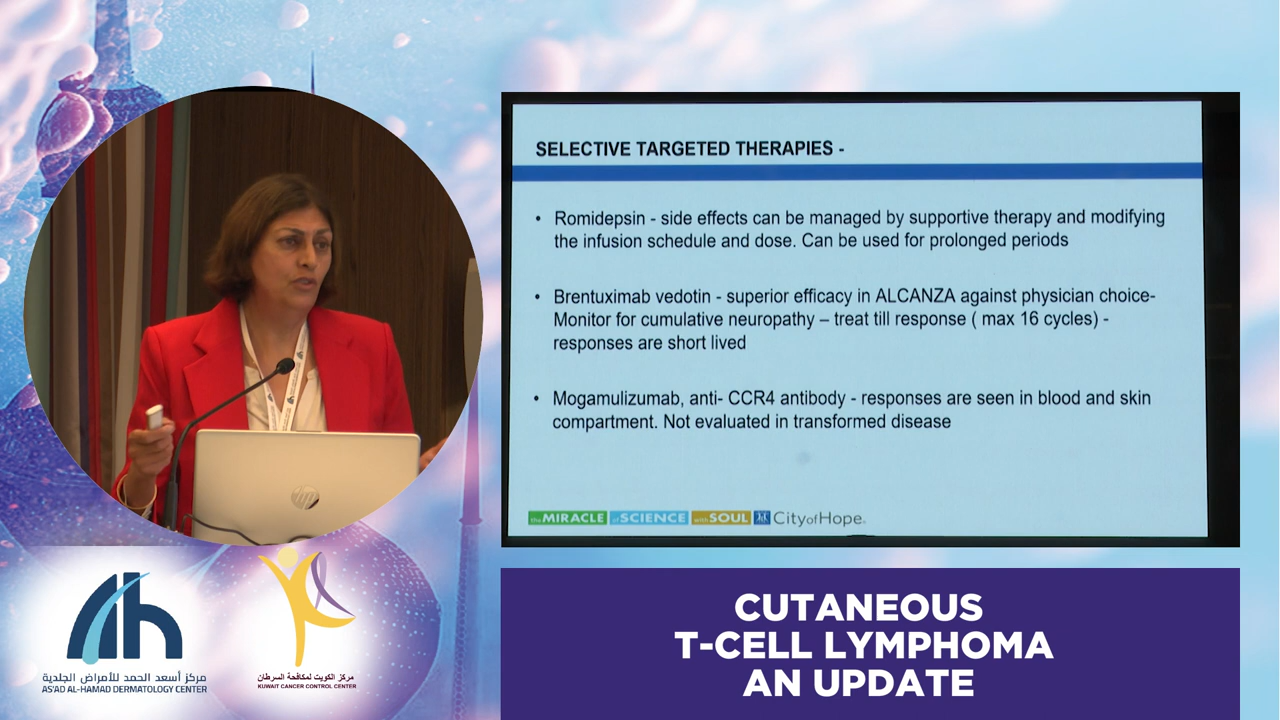 SELECTIVE TARGETED THERAPIES -
• Romidepsin - side effects can be managed by supportive therapy and modifying
the infusion schedule and dose. Can be used for prolonged periods
• Brentuximab vedotin - superior efficacy in ALCANZA against physician choice-
Monitor for cumulative neuropathy – treat till response ( max 16 cycles) -
responses are short lived
• Mogamulizumab, anti- CCR4 antibody - responses are seen in blood and skin
compartment. Not evaluated in transformed disease
the MIRACLE of SCIENCE with SOUL City of Hope
hp
مركز أسعد الحمد للأمراض الجلدية
AS'AD AL-HAMAD DERMATOLOGY CENTER
مركز الكويت لمكافحة السرطان
KUWAIT CANCER CONTROL CENTER
CUTANEOUS
T-CELL LYMPHOMA
AN UPDATE